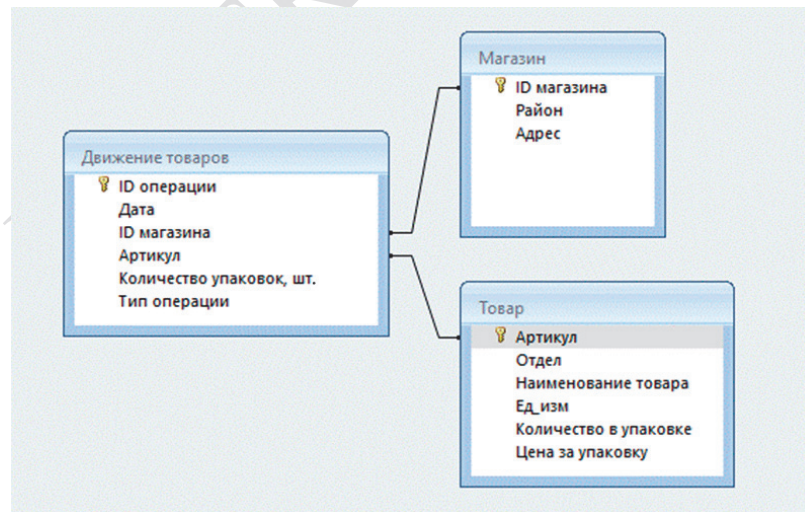 Магазин
ID магазина
Район
Адрес
Движение товаров
ID операции
Дата
ID магазина
Артикул
Количество упаковок, шт.
Тип операции
Товар
Артикул
Отдел
Наименование товара
Ед_изм
Количество в упаковке
Цена за упаковку